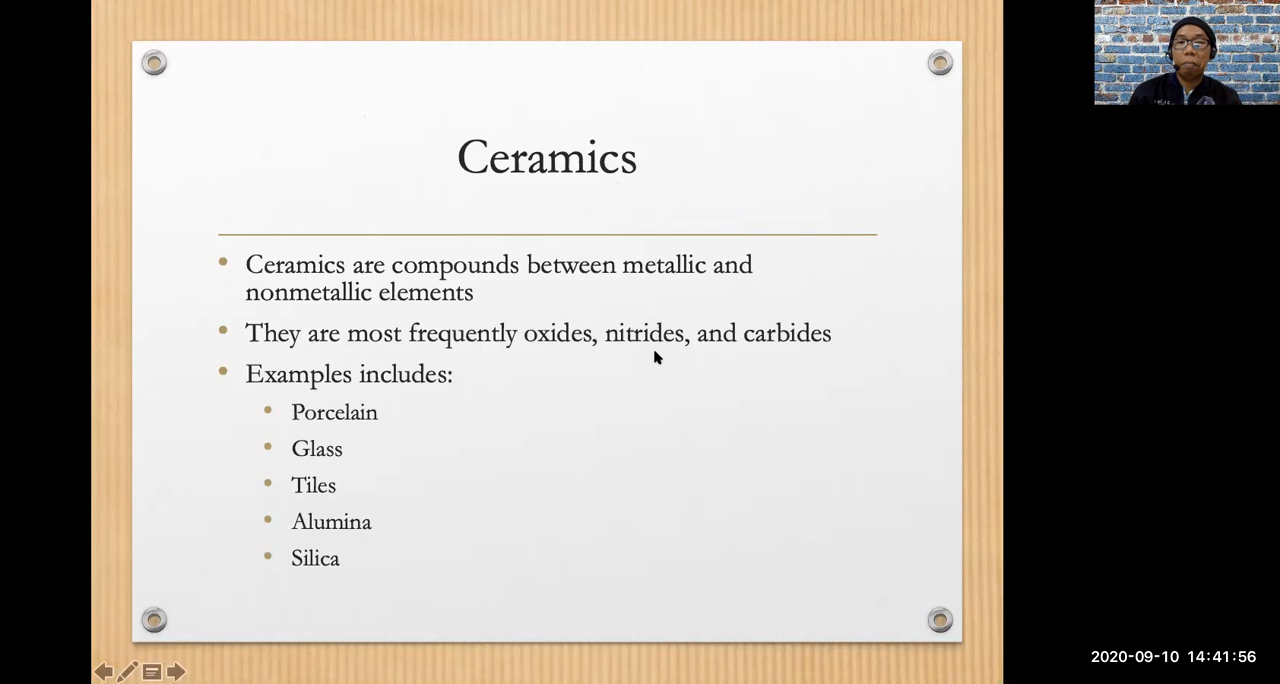 Ceramics
Ceramics are compounds between metallic and
nonmetallic elements
They are most frequently oxides, nitrides, and carbides
Examples includes:
Porcelain
Glass
Tiles
Alumina
Silica
2020-09-10 14:41:56